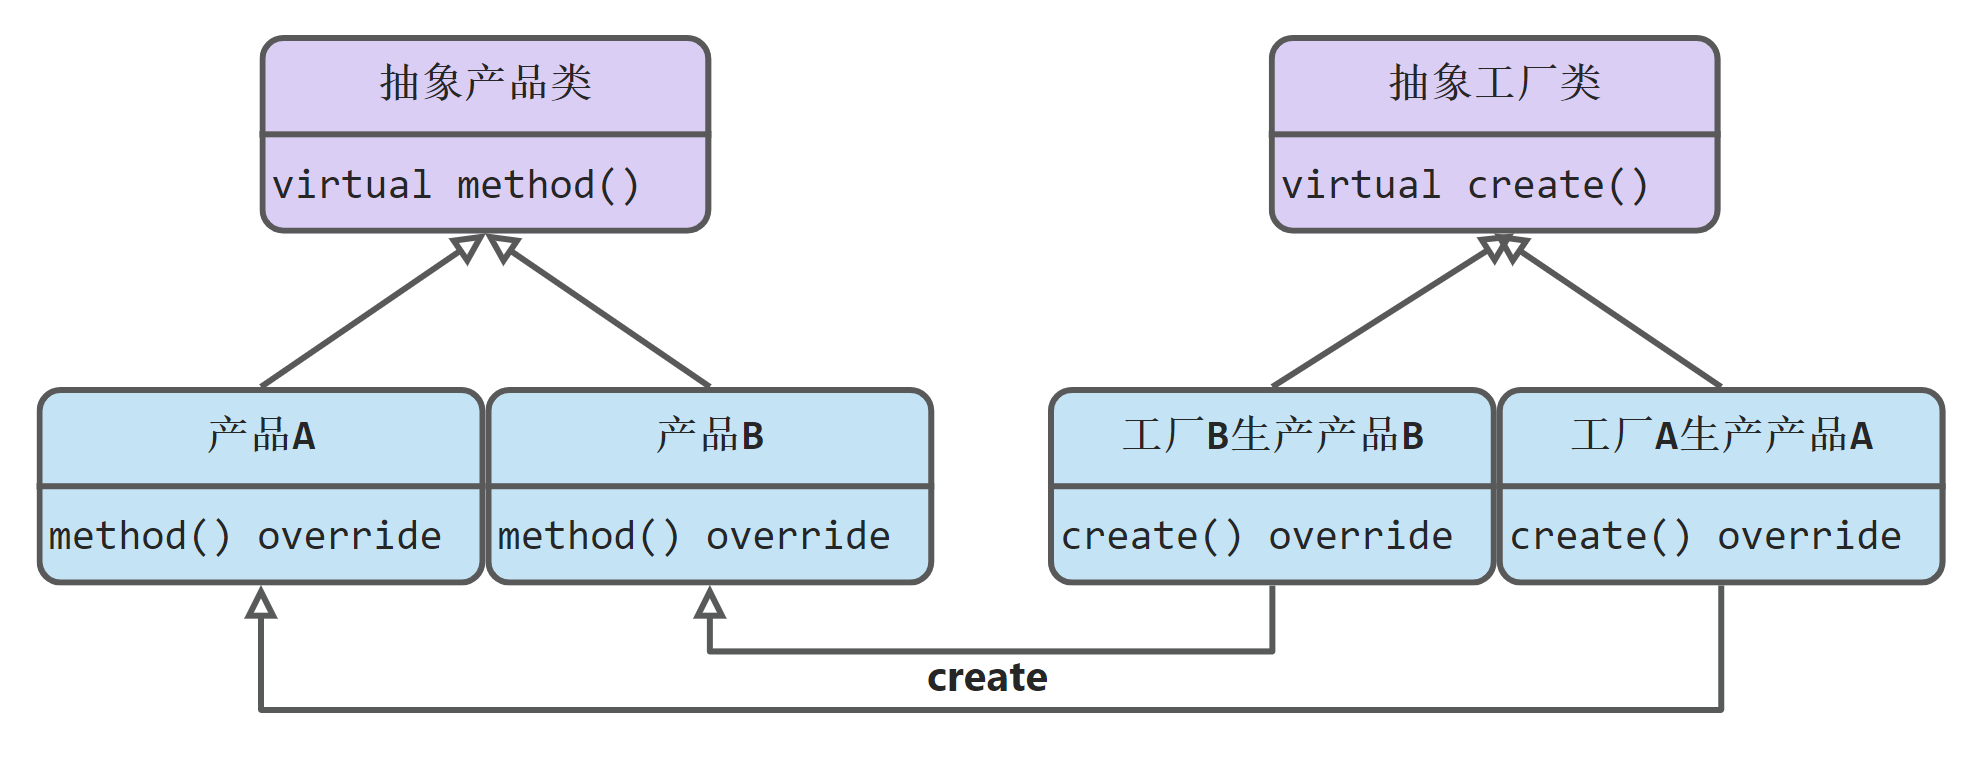 抽象产品类
virtual method()
抽象工厂类
virtual create()
产品A
method() override
产品B
method() override
工厂B生产产品B
create() override
工厂A生产产品A
create() override
create